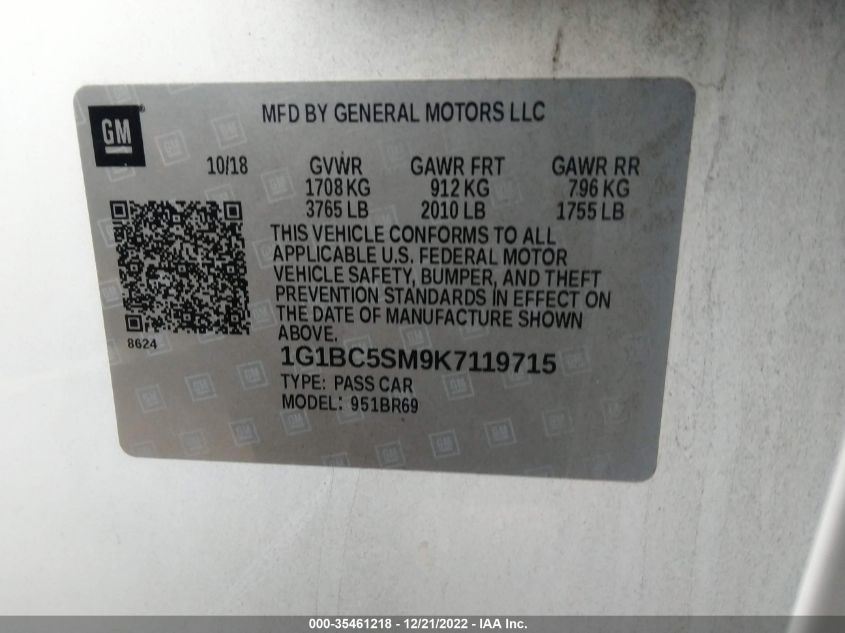 GM
MFD BY GENERAL MOTORS LLC
10/18 GVWR GAWR FRT GAWR RR
1708 KG 912 KG 796 KG
3765 LB 2010 LB 1755 LB
THIS VEHICLE CONFORMS TO ALL
APPLICABLE U.S. FEDERAL MOTOR
VEHICLE SAFETY, BUMPER, AND THEFT
PREVENTION STANDARDS IN EFFECT ON
THE DATE OF MANUFACTURE SHOWN
ABOVE.
8624
1G1BC5SM9K7119715
TYPE: PASS CAR
MODEL: 951BR69
000-35461218 - 12/21/2022 - IAA Inc.